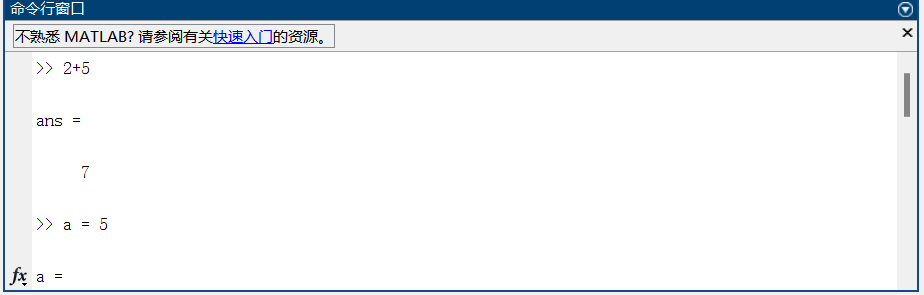 命令行窗口
不熟悉 MATLAB? 请参阅有关快速入门的资源。
>> 2+5
ans =
7
>> a = 5
fx a =